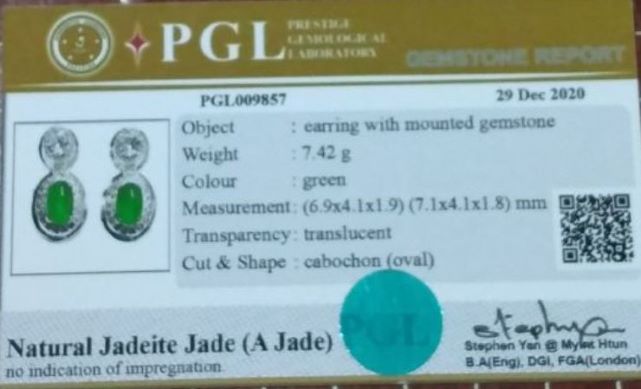 PGL
PRESTIGE
GEMOLOGICAL
LABORATORY
GEMSTONE REPORT
PGL009857
29 Dec 2020
Object : earring with mounted gemstone
Weight : 7.42 g
Colour : green
Measurement : (6.9x4.1x1.9) (7.1x4.1x1.8) mm
Transparency : translucent
Cut & Shape : cabochon (oval)
PGL
Natural Jadeite Jade (A Jade)
no indication of impregnation
Stephen Yan @ Myint Htun
B.A(Eng), DGI, FGA(London)